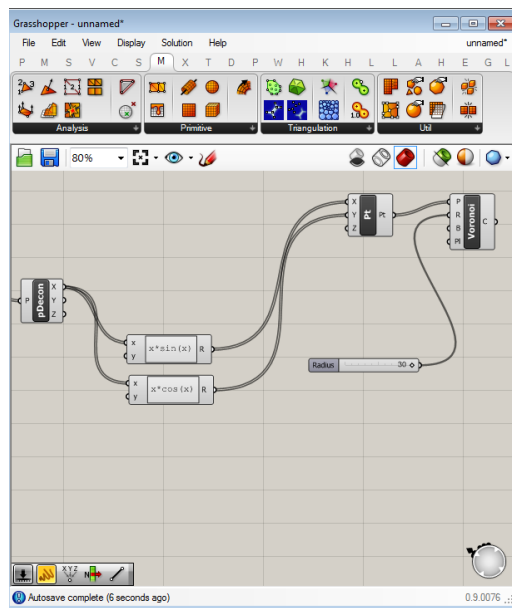 Grasshopper - unnamed*
File Edit View Display Solution Help unnamed*
P M S V C S M X T D P W H K H L L A H E G L
Analysis Primitive Triangulation Util
80%
X Pt Pt
Y
Z
P Voronoi C
R
B
Pl
P pDecon X
Y
Z
x x*sin(x) R
y
Radius 30
x x*cos(x) R
y
XYZ N
Autosave complete (6 seconds ago) 0.9.0076